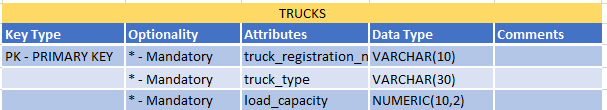 TRUCKS
Key Type Optionality Attributes Data Type Comments
PK - PRIMARY KEY * - Mandatory truck_registration_n VARCHAR(10)
* - Mandatory truck_type VARCHAR(30)
* - Mandatory load_capacity NUMERIC(10,2)